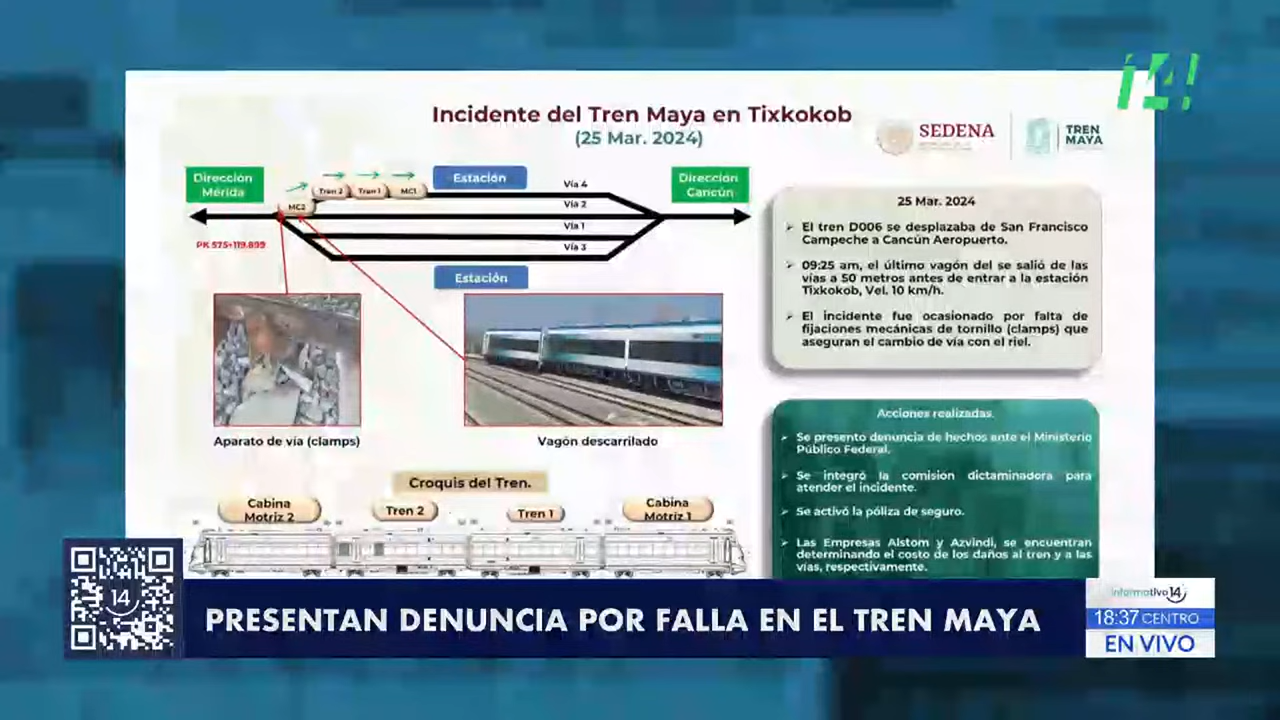 14!
Incidente del Tren Maya en Tixkokob
(25 Mar. 2024)
SEDENA
TREN
MAYA
Dirección
Mérida
Tren 2
Tren 1
MC1
MC2
Estación
Vía 4
Vía 2
Vía 1
Vía 3
Dirección
Cancún
PK 575+119.899
Estación
Aparato de vía (clamps)
Vagón descarrilado
Croquis del Tren.
Cabina
Motriz 2
Tren 2
Tren 1
Cabina
Motriz 1
25 Mar. 2024
El tren D006 se desplazaba de San Francisco
Campeche a Cancún Aeropuerto.
09:25 am, el último vagón del se salió de las
vías a 50 metros antes de entrar a la estación
Tixkokob, Vel. 10 km/h.
El incidente fue ocasionado por falta de
fijaciones mecánicas de tornillo (clamps) que
aseguran el cambio de vía con el riel.
Acciones realizadas.
Se presento denuncia de hechos ante el Ministerio
Público Federal.
Se integró la comisión dictaminadora para
atender el incidente.
Se activó la póliza de seguro.
Las Empresas Alstom y Azvindi, se encuentran
determinando el costo de los daños al tren y a las
vías, respectivamente.
14
PRESENTAN DENUNCIA POR FALLA EN EL TREN MAYA
informativo 14
18:37 CENTRO
EN VIVO